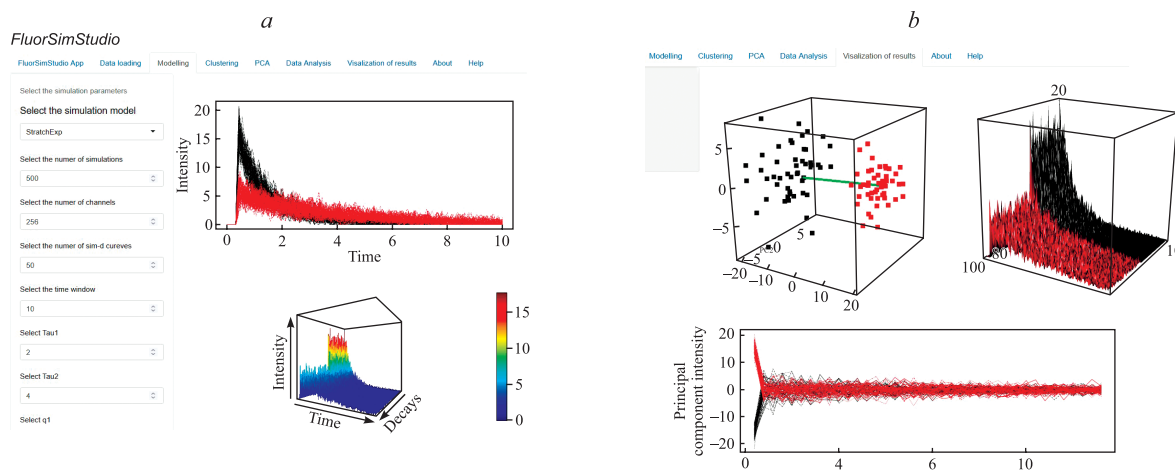 a
FluorSimStudio
FluorSimStudio App Data loading Modelling Clustering PCA Data Analysis Visalization of results About Help
Select the simulation parameters
Select the simulation model
StratchExp
Select the numer of simulations
500
Select the numer of channels
256
Select the numer of sim-d cureves
50
Select the time window
10
Select Tau1
2
Select Tau2
4
Select q1
Intensity
20
15
10
5
0
0 2 4 6 8 10
Time
Intensity
Time
Decays
15
10
5
0
b
Modelling Clustering PCA Data Analysis Visalization of results About Help
5
0
−5
−20
−10
0
10
20
−5
0
5
20
100
80
Principal
component intensity
20
10
0
−10
−20
0 4 6 10